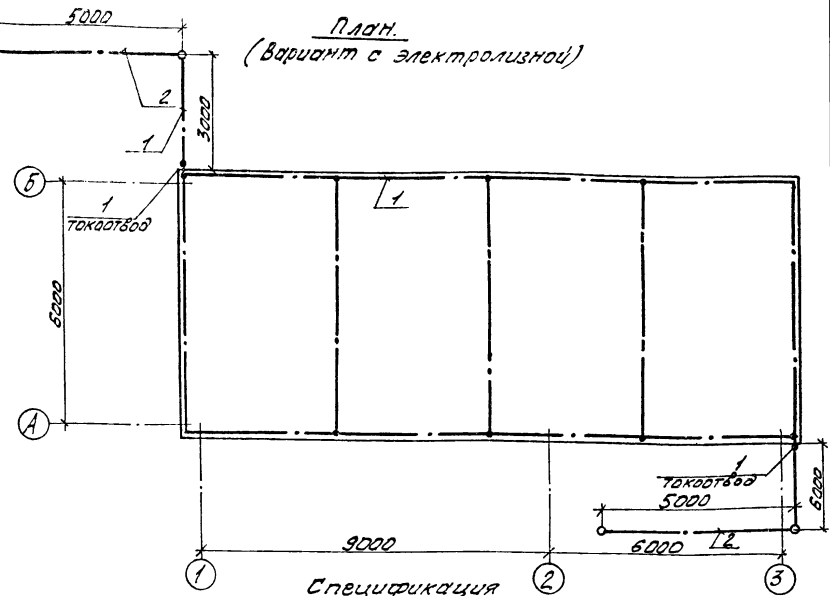 План.
(Вариант с электролизной)
5000
2
1
3000
Б
1
токоотвод
1
6000
А
1
токоотвод
5000
6000
2
9000
6000
1
2
3
Спецификация